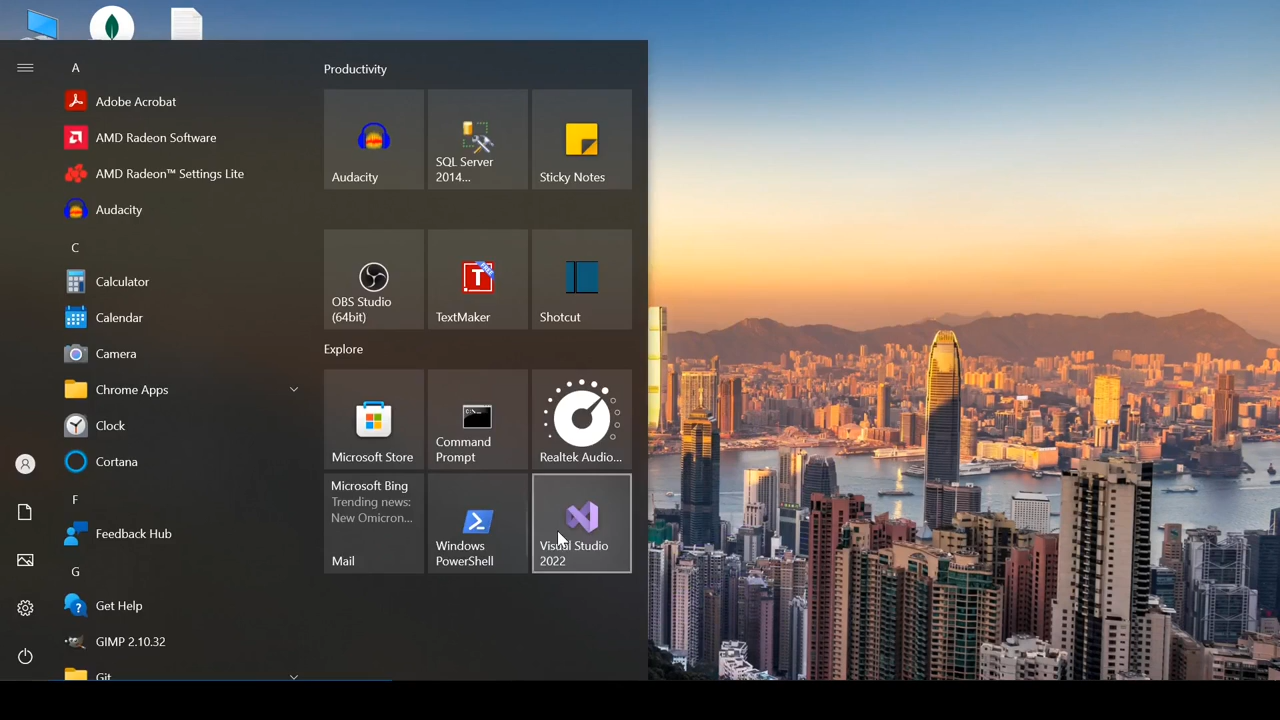 A
Adobe Acrobat
AMD Radeon Software
AMD Radeon™ Settings Lite
Audacity
C
Calculator
Calendar
Camera
Chrome Apps
Clock
Cortana
F
Feedback Hub
G
Get Help
GIMP 2.10.32
Git
Productivity
Audacity
SQL Server
2014...
Sticky Notes
OBS Studio
(64bit)
TextMaker
Shotcut
Explore
Microsoft Store
Command
Prompt
Realtek Audio...
Microsoft Bing
Trending news:
New Omicron...
Mail
Windows
PowerShell
Visual Studio
2022